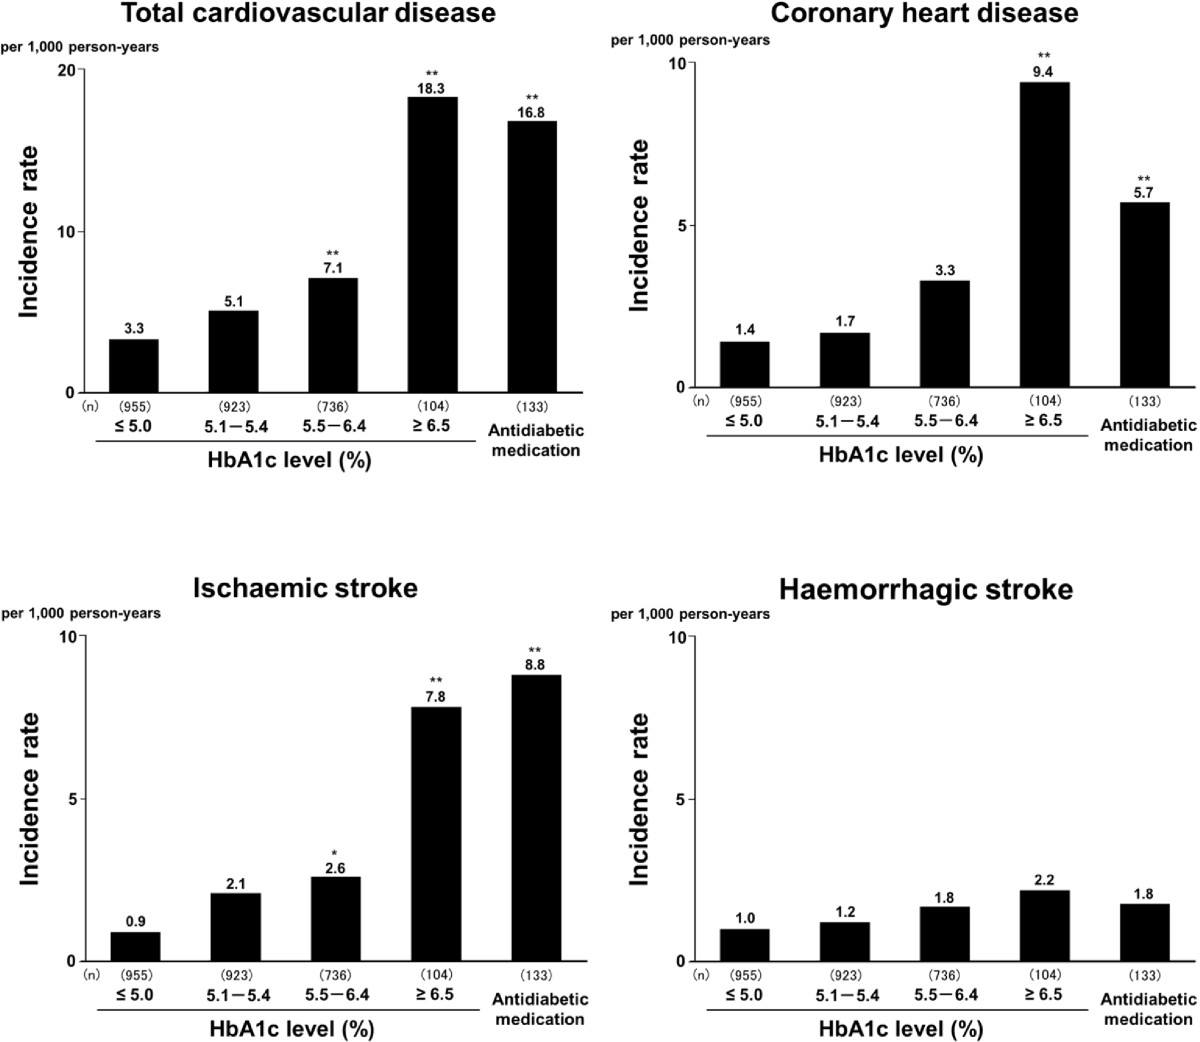 Total cardiovascular disease
per 1,000 person-years
Incidence rate
20
10
0
3.3
5.1
**
7.1
**
18.3
**
16.8
(n) (955) (923) (736) (104) (133)
≤ 5.0 5.1－5.4 5.5－6.4 ≥ 6.5 Antidiabetic
medication
HbA1c level (%)
Coronary heart disease
per 1,000 person-years
Incidence rate
10
5
0
1.4
1.7
3.3
**
9.4
**
5.7
(n) (955) (923) (736) (104) (133)
≤ 5.0 5.1－5.4 5.5－6.4 ≥ 6.5 Antidiabetic
medication
HbA1c level (%)
Ischaemic stroke
per 1,000 person-years
Incidence rate
10
5
0
0.9
2.1
*
2.6
**
7.8
**
8.8
(n) (955) (923) (736) (104) (133)
≤ 5.0 5.1－5.4 5.5－6.4 ≥ 6.5 Antidiabetic
medication
HbA1c level (%)
Haemorrhagic stroke
per 1,000 person-years
Incidence rate
10
5
0
1.0
1.2
1.8
2.2
1.8
(n) (955) (923) (736) (104) (133)
≤ 5.0 5.1－5.4 5.5－6.4 ≥ 6.5 Antidiabetic
medication
HbA1c level (%)